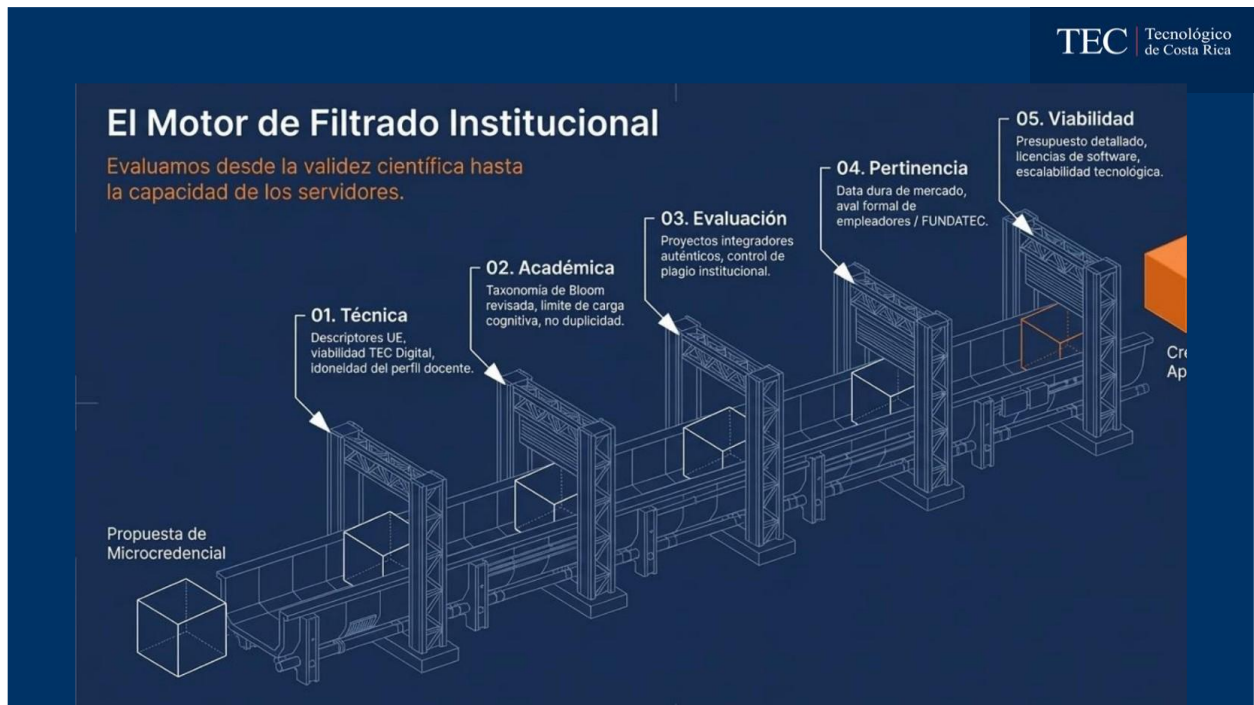 TEC
Tecnológico
de Costa Rica
El Motor de Filtrado Institucional
Evaluamos desde la validez científica hasta
la capacidad de los servidores.
01. Técnica
Descriptores UE,
viabilidad TEC Digital,
idoneidad del perfil docente.
02. Académica
Taxonomía de Bloom
revisada, límite de carga
cognitiva, no duplicidad.
03. Evaluación
Proyectos integradores
auténticos, control de
plagio institucional.
04. Pertinencia
Data dura de mercado,
aval formal de
empleadores / FUNDATEC.
05. Viabilidad
Presupuesto detallado,
licencias de software,
escalabilidad tecnológica.
Propuesta de
Microcredencial